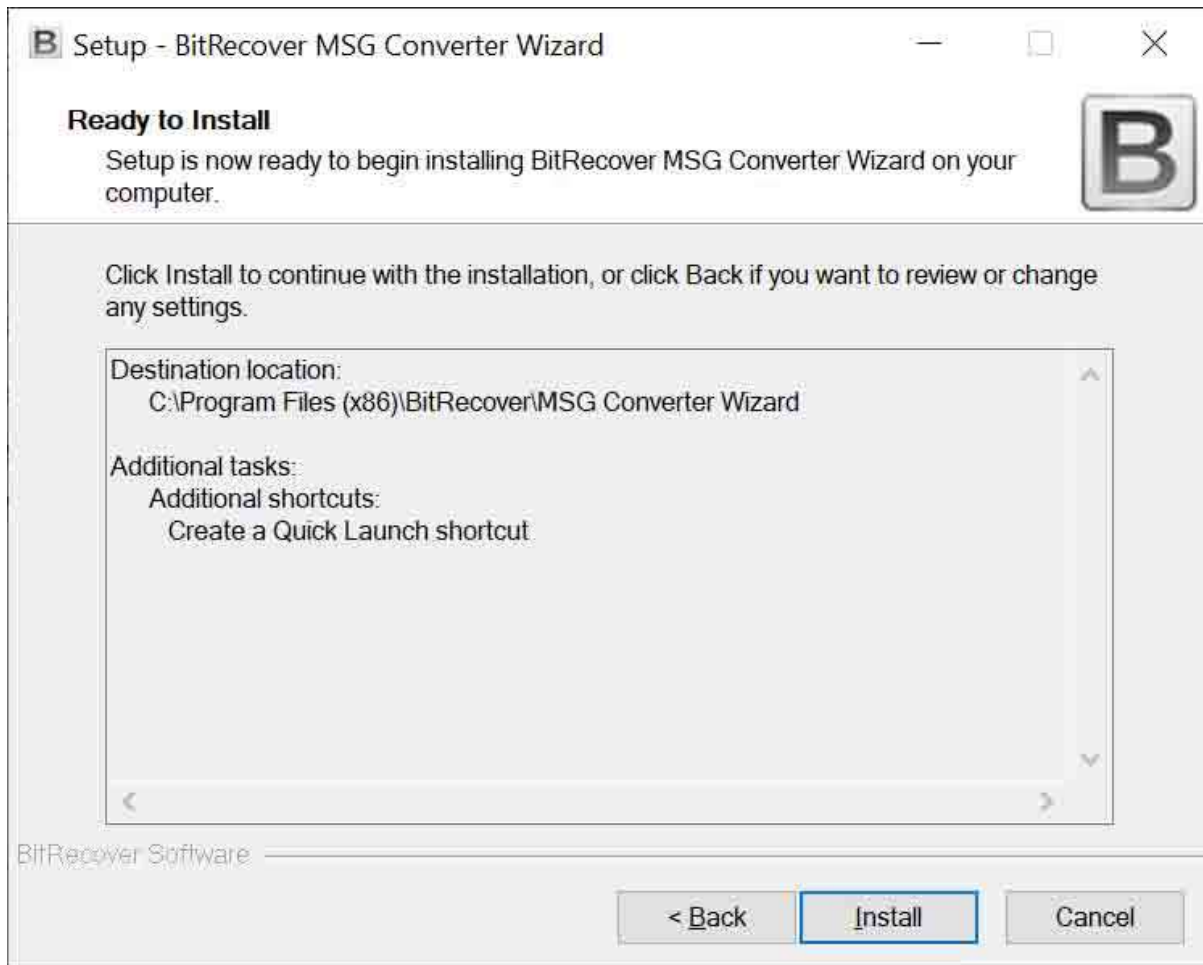 B Setup - BitRecover MSG Converter Wizard
Ready to Install
Setup is now ready to begin installing BitRecover MSG Converter Wizard on your
computer.
B
Click Install to continue with the installation, or click Back if you want to review or change
any settings.
Destination location:
C:\Program Files (x86)\BitRecover\MSG Converter Wizard
Additional tasks:
Additional shortcuts:
Create a Quick Launch shortcut
BitRecover Software
< Back Install Cancel